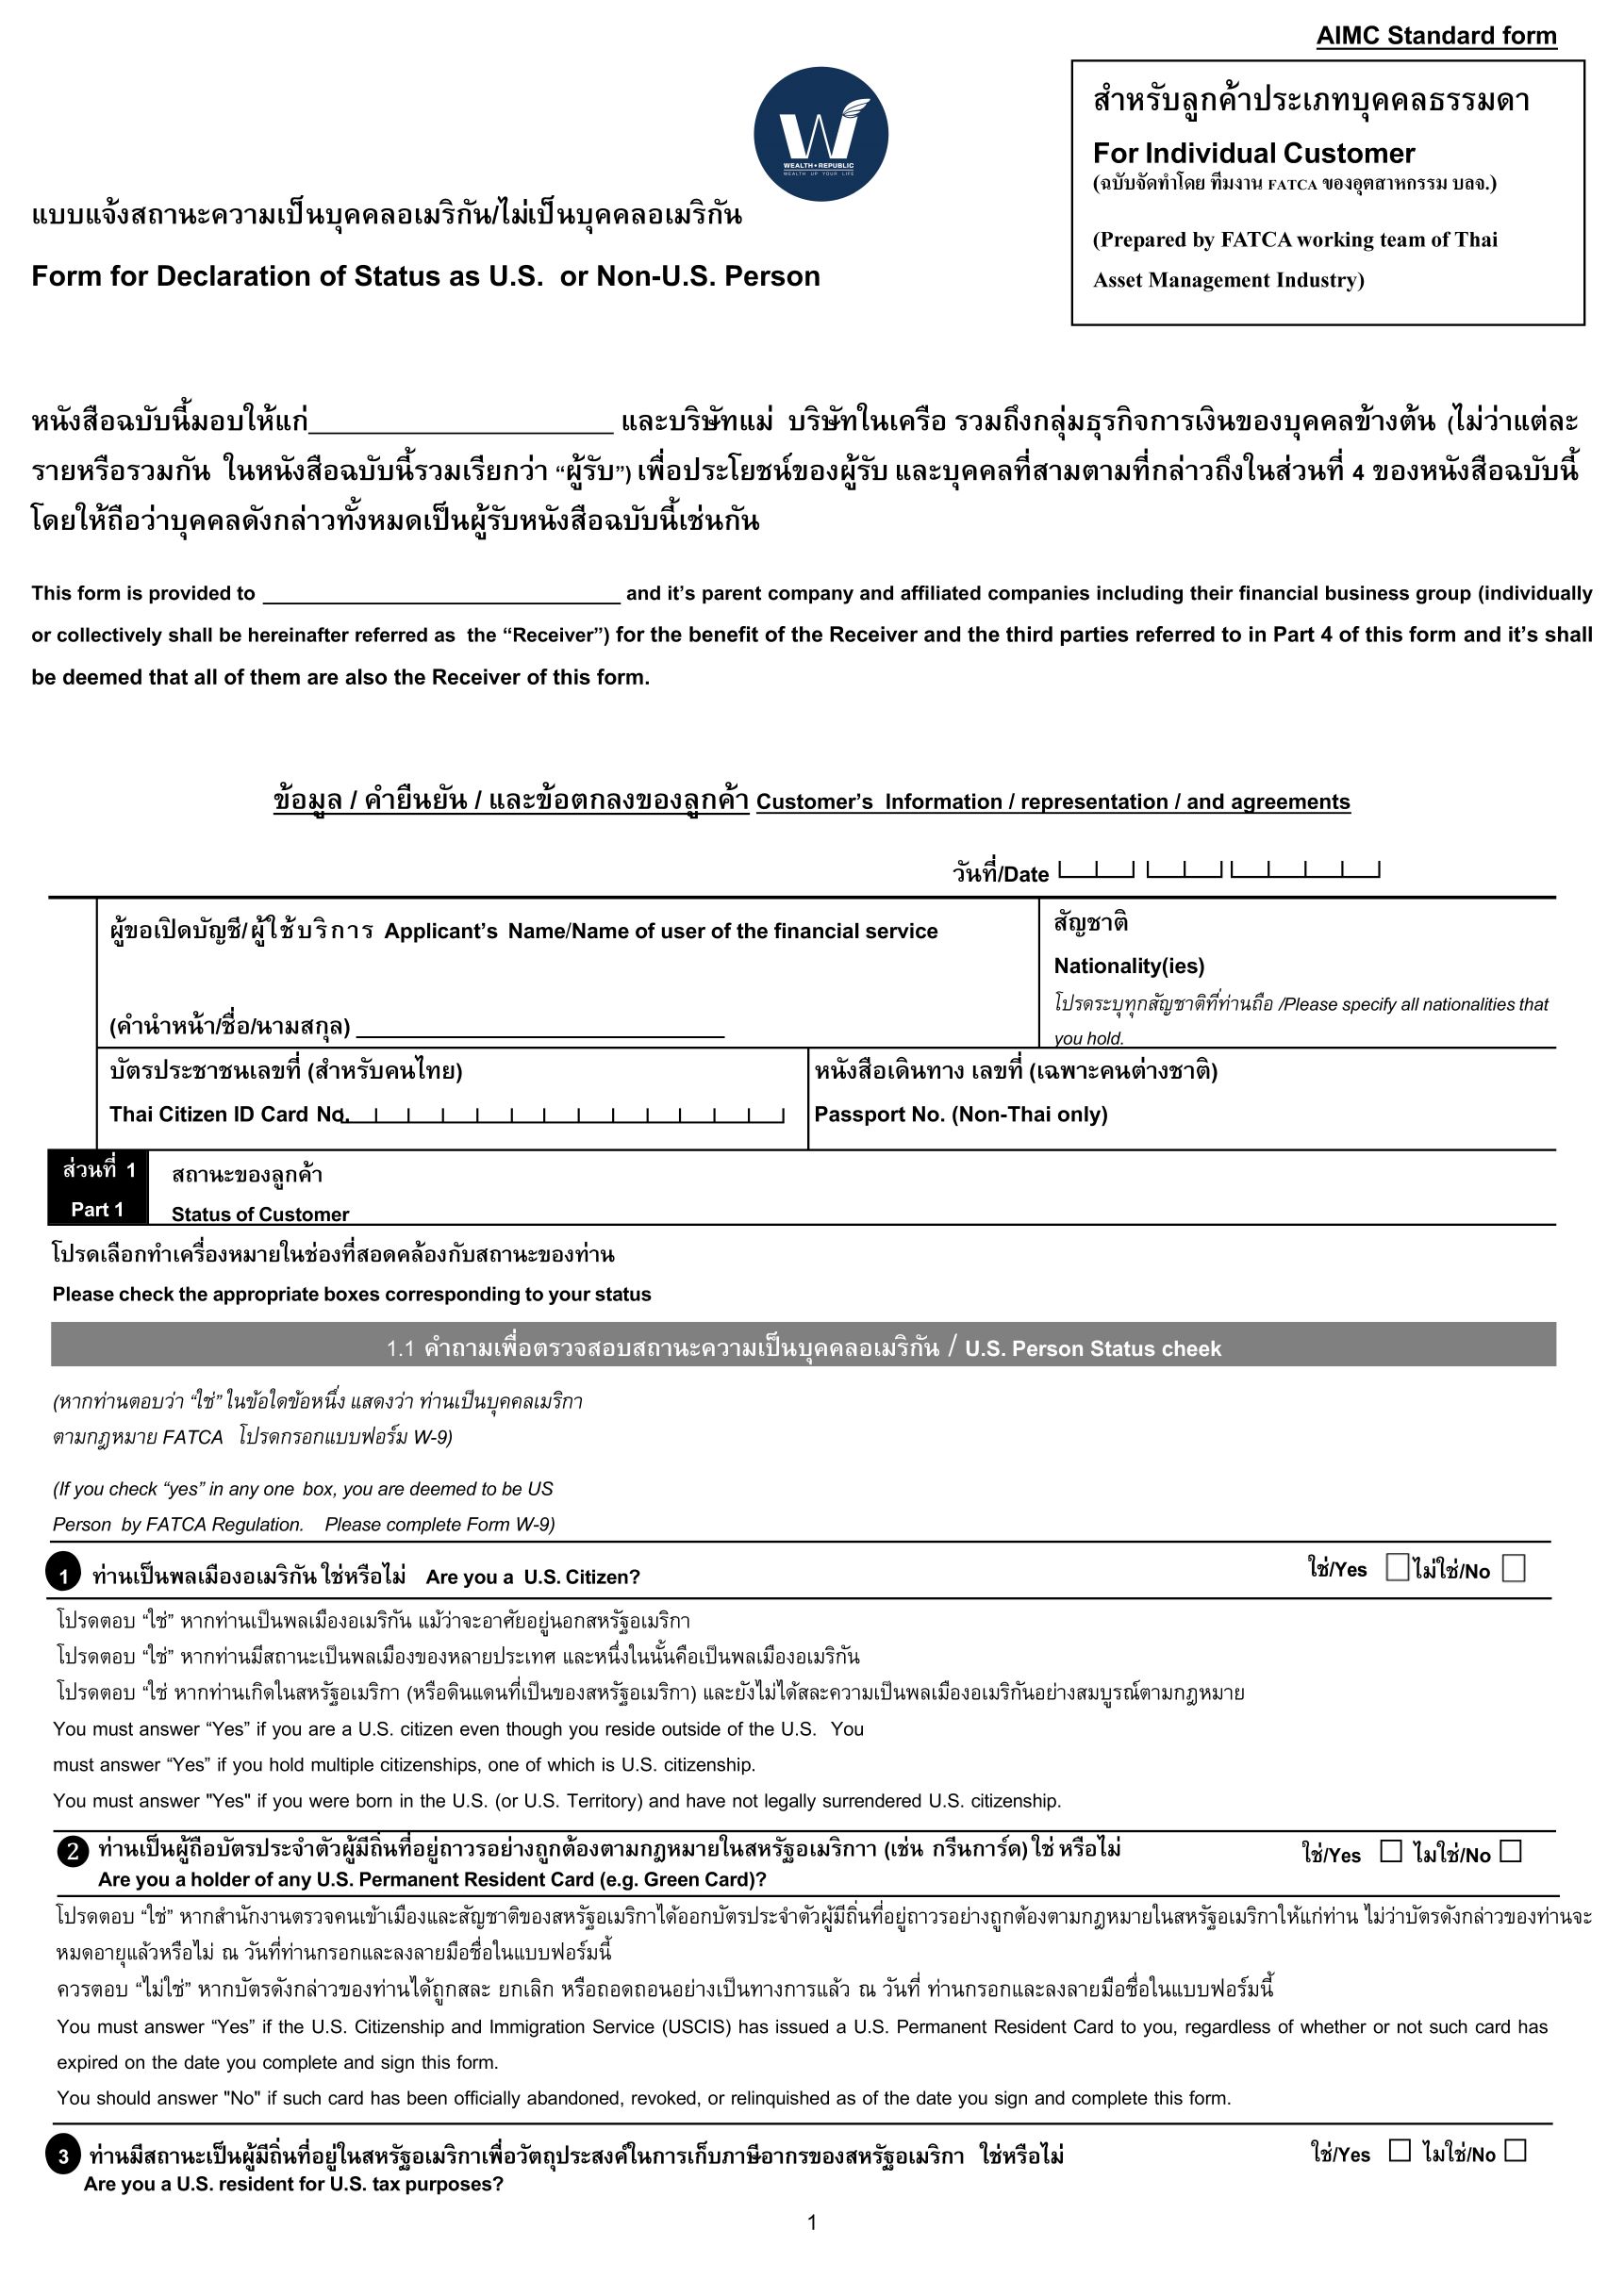 AIMC Standard form
สำหรับลูกค้าประเภทบุคคลธรรมดา
For Individual Customer
(ฉบับจัดทำโดย ทีมงาน FATCA ของอุตสาหกรรม บลจ.)
(Prepared by FATCA working team of Thai
Asset Management Industry)
W
WEALTH•REPUBLIC
WEALTH UP YOUR LIFE
แบบแจ้งสถานะความเป็นบุคคลอเมริกัน/ไม่เป็นบุคคลอเมริกัน
Form for Declaration of Status as U.S. or Non-U.S. Person
หนังสือฉบับนี้มอบให้แก่______________________ และบริษัทแม่ บริษัทในเครือ รวมถึงกลุ่มธุรกิจการเงินของบุคคลข้างต้น (ไม่ว่าแต่ละ
รายหรือรวมกัน ในหนังสือฉบับนี้รวมเรียกว่า “ผู้รับ”) เพื่อประโยชน์ของผู้รับ และบุคคลที่สามตามที่กล่าวถึงในส่วนที่ 4 ของหนังสือฉบับนี้
โดยให้ถือว่าบุคคลดังกล่าวทั้งหมดเป็นผู้รับหนังสือฉบับนี้เช่นกัน
This form is provided to ______________________ and it’s parent company and affiliated companies including their financial business group (individually
or collectively shall be hereinafter referred as the “Receiver”) for the benefit of the Receiver and the third parties referred to in Part 4 of this form and it’s shall
be deemed that all of them are also the Receiver of this form.
ข้อมูล / คำยืนยัน / และข้อตกลงของลูกค้า Customer’s Information / representation / and agreements
วันที่/Date
ผู้ขอเปิดบัญชี/ผู้ใช้บริการ Applicant’s Name/Name of user of the financial service
(คำนำหน้า/ชื่อ/นามสกุล) ______________________
สัญชาติ
Nationality(ies)
โปรดระบุทุกสัญชาติที่ท่านถือ /Please specify all nationalities that
you hold.
บัตรประชาชนเลขที่ (สำหรับคนไทย)
Thai Citizen ID Card No.
หนังสือเดินทาง เลขที่ (เฉพาะคนต่างชาติ)
Passport No. (Non-Thai only)
ส่วนที่ 1
Part 1
สถานะของลูกค้า
Status of Customer
โปรดเลือกทำเครื่องหมายในช่องที่สอดคล้องกับสถานะของท่าน
Please check the appropriate boxes corresponding to your status
1.1 คำถามเพื่อตรวจสอบสถานะความเป็นบุคคลอเมริกัน / U.S. Person Status cheek
(หากท่านตอบว่า “ใช่” ในข้อใดข้อหนึ่ง แสดงว่า ท่านเป็นบุคคลเมริกา
ตามกฎหมาย FATCA โปรดกรอกแบบฟอร์ม W-9)
(If you check “yes” in any one box, you are deemed to be US
Person by FATCA Regulation. Please complete Form W-9)
1 ท่านเป็นพลเมืองอเมริกัน ใช่หรือไม่ Are you a U.S. Citizen? ใช่/Yes ☐ ไม่ใช่/No ☐
โปรดตอบ “ใช่” หากท่านเป็นพลเมืองอเมริกัน แม้ว่าจะอาศัยอยู่นอกสหรัฐอเมริกา
โปรดตอบ “ใช่” หากท่านมีสถานะเป็นพลเมืองของหลายประเทศ และหนึ่งในนั้นคือเป็นพลเมืองอเมริกัน
โปรดตอบ “ใช่ หากท่านเกิดในสหรัฐอเมริกา (หรือดินแดนที่เป็นของสหรัฐอเมริกา) และยังไม่ได้สละความเป็นพลเมืองอเมริกันอย่างสมบูรณ์ตามกฎหมาย
You must answer “Yes” if you are a U.S. citizen even though you reside outside of the U.S. You
must answer “Yes” if you hold multiple citizenships, one of which is U.S. citizenship.
You must answer "Yes" if you were born in the U.S. (or U.S. Territory) and have not legally surrendered U.S. citizenship.
2 ท่านเป็นผู้ถือบัตรประจำตัวผู้มีถิ่นที่อยู่ถาวรอย่างถูกต้องตามกฎหมายในสหรัฐอเมริกาา (เช่น กรีนการ์ด) ใช่ หรือไม่ ใช่/Yes ☐ ไมใช่/No ☐
Are you a holder of any U.S. Permanent Resident Card (e.g. Green Card)?
โปรดตอบ “ใช่” หากสำนักงานตรวจคนเข้าเมืองและสัญชาติของสหรัฐอเมริกาได้ออกบัตรประจำตัวผู้มีถิ่นที่อยู่ถาวรอย่างถูกต้องตามกฎหมายในสหรัฐอเมริกาให้แก่ท่าน ไม่ว่าบัตรดังกล่าวของท่านจะ
หมดอายุแล้วหรือไม่ ณ วันที่ท่านกรอกและลงลายมือชื่อในแบบฟอร์มนี้
ควรตอบ “ไม่ใช่” หากบัตรดังกล่าวของท่านได้ถูกสละ ยกเลิก หรือถอดถอนอย่างเป็นทางการแล้ว ณ วันที่ ท่านกรอกและลงลายมือชื่อในแบบฟอร์มนี้
You must answer “Yes” if the U.S. Citizenship and Immigration Service (USCIS) has issued a U.S. Permanent Resident Card to you, regardless of whether or not such card has
expired on the date you complete and sign this form.
You should answer "No" if such card has been officially abandoned, revoked, or relinquished as of the date you sign and complete this form.
3 ท่านมีสถานะเป็นผู้มีถิ่นที่อยู่ในสหรัฐอเมริกาเพื่อวัตถุประสงค์ในการเก็บภาษีอากรของสหรัฐอเมริกา ใช่หรือไม่ ใช่/Yes ☐ ไมใช่/No ☐
Are you a U.S. resident for U.S. tax purposes?
1